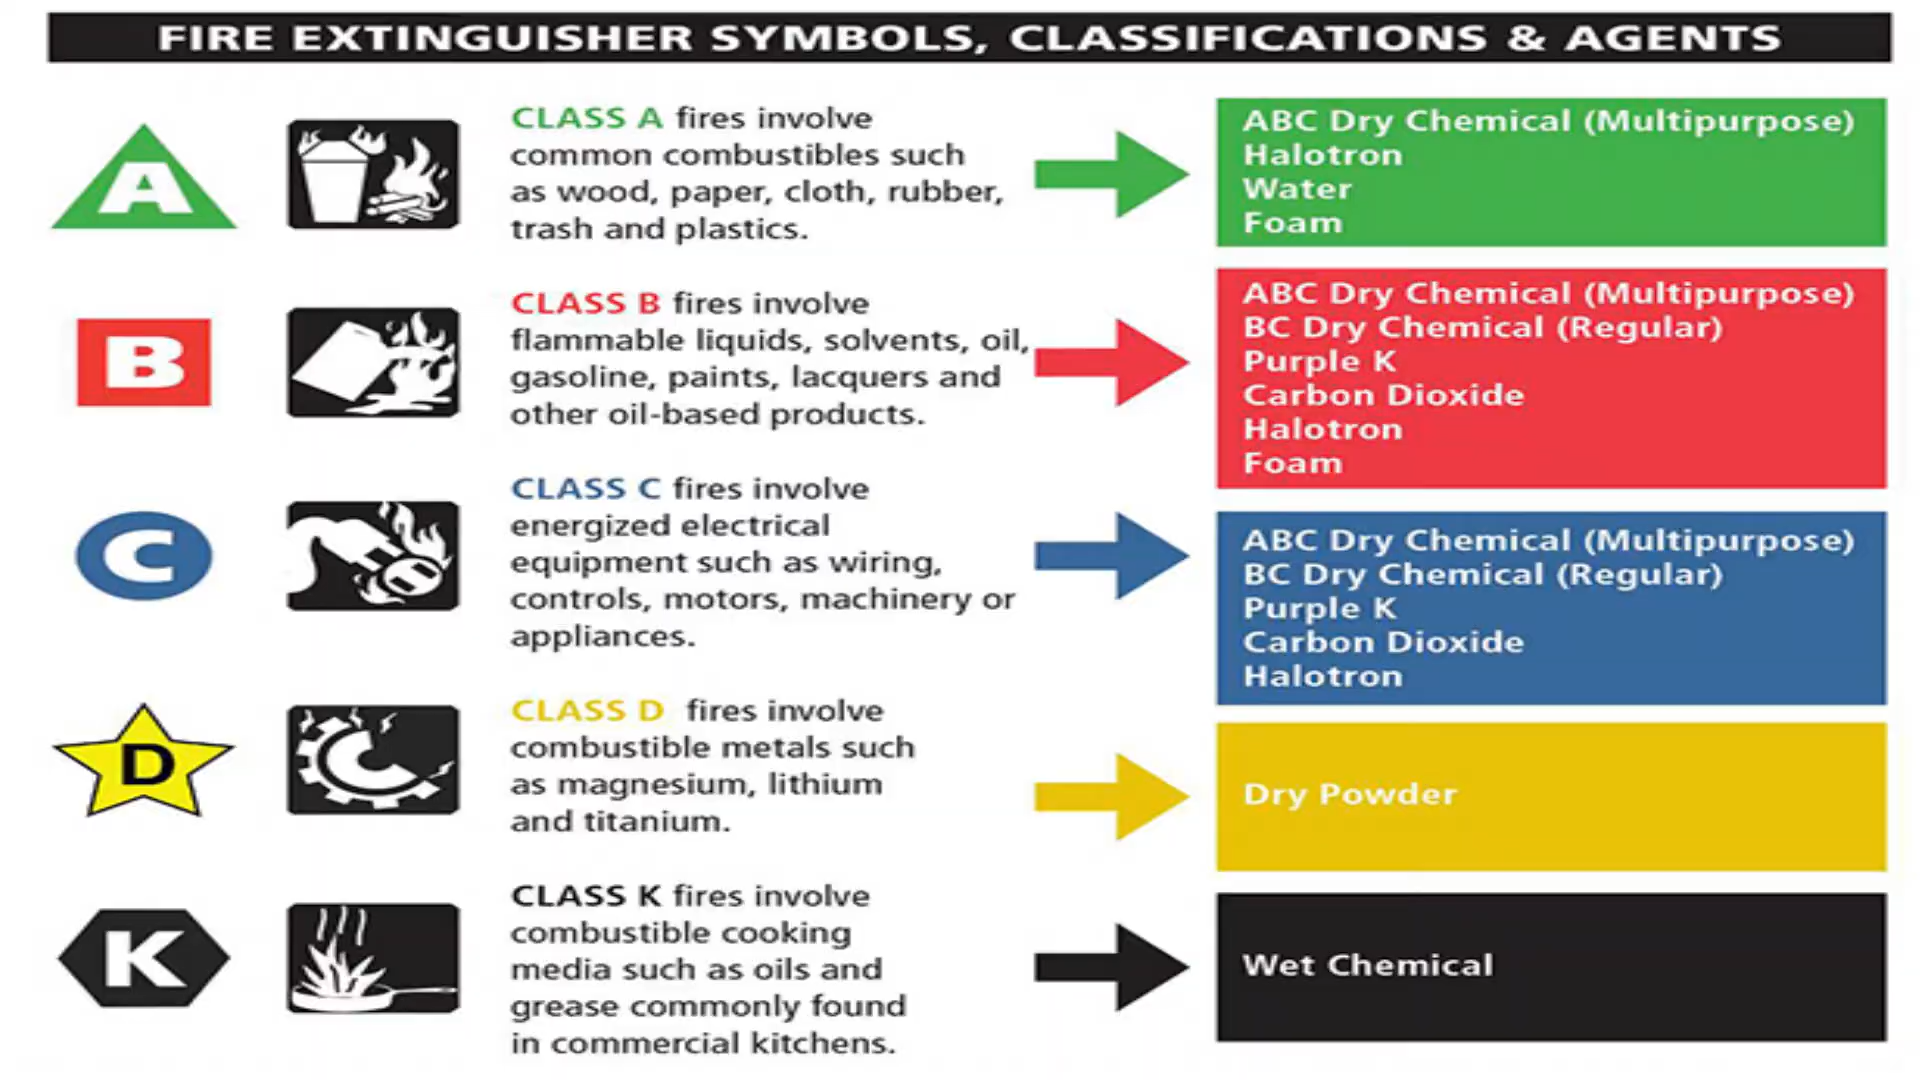 FIRE EXTINGUISHER SYMBOLS, CLASSIFICATIONS & AGENTS
A
CLASS A fires involve
common combustibles such
as wood, paper, cloth, rubber,
trash and plastics.
ABC Dry Chemical (Multipurpose)
Halotron
Water
Foam
B
CLASS B fires involve
flammable liquids, solvents, oil,
gasoline, paints, lacquers and
other oil-based products.
ABC Dry Chemical (Multipurpose)
BC Dry Chemical (Regular)
Purple K
Carbon Dioxide
Halotron
Foam
C
CLASS C fires involve
energized electrical
equipment such as wiring,
controls, motors, machinery or
appliances.
ABC Dry Chemical (Multipurpose)
BC Dry Chemical (Regular)
Purple K
Carbon Dioxide
Halotron
D
CLASS D fires involve
combustible metals such
as magnesium, lithium
and titanium.
Dry Powder
K
CLASS K fires involve
combustible cooking
media such as oils and
grease commonly found
in commercial kitchens.
Wet Chemical